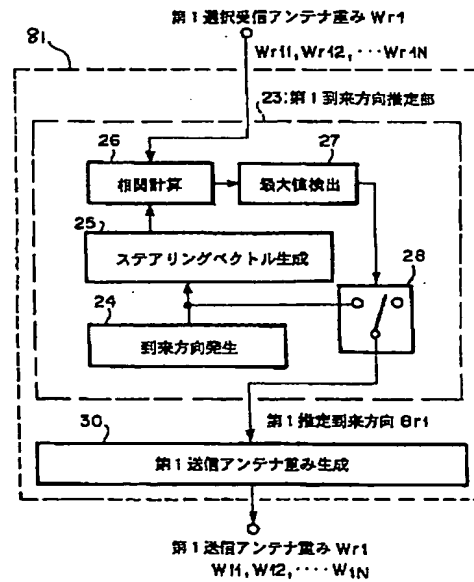 第1選択受信アンテナ重み Wr1
81
Wr11, Wr12, ···Wr1N
23:第1到来方向推定部
26
27
相関計算
最大値検出
25
ステアリングベクトル生成
28
24
到来方向発生
第1推定到来方向 θr1
30
第1送信アンテナ重み生成
第1送信アンテナ重み Wr1
W11, W12, ····W1N